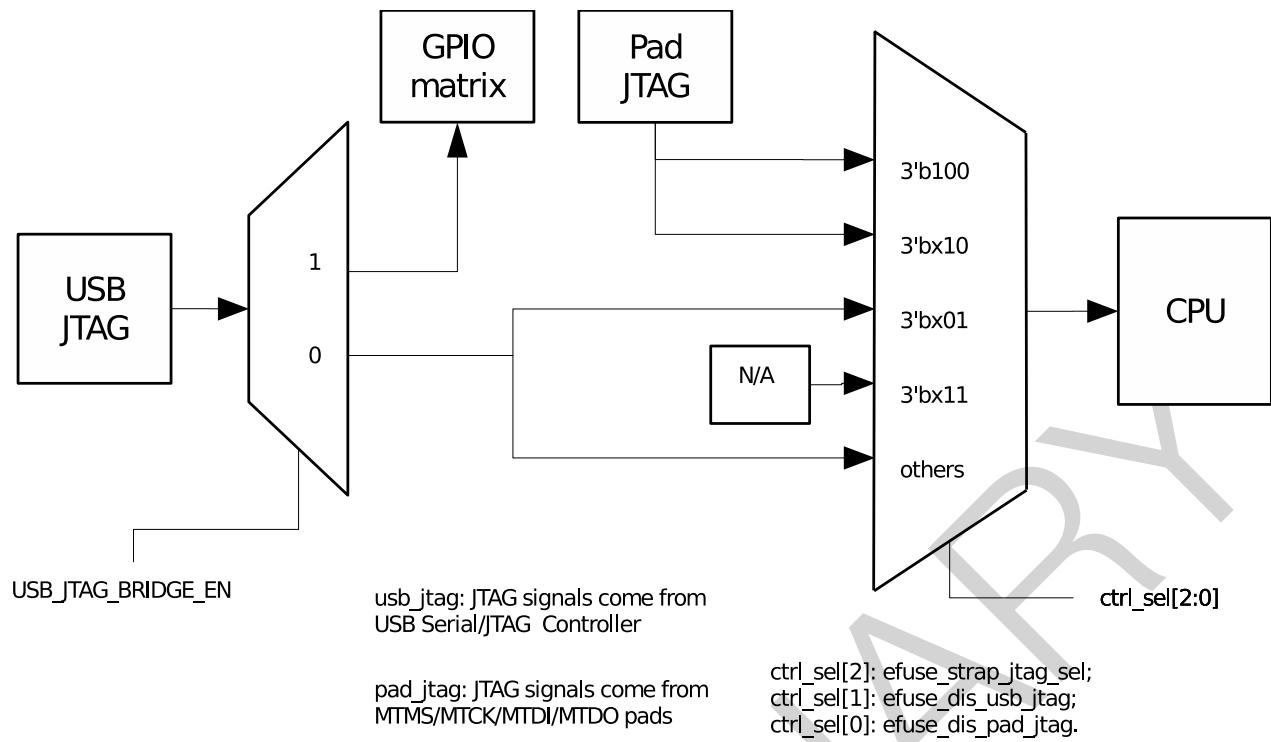 GPIO
matrix
Pad
JTAG
3'b100
3'bx10
1
USB
JTAG
3'bx01
CPU
0
N/A
3'bx11
others
USB_JTAG_BRIDGE_EN
usb_jtag: JTAG signals come from
USB Serial/JTAG Controller
ctrl_sel[2:0]
pad_jtag: JTAG signals come from
MTMS/MTCK/MTDI/MTDO pads
ctrl_sel[2]: efuse_strap_jtag_sel;
ctrl_sel[1]: efuse_dis_usb_jtag;
ctrl_sel[0]: efuse_dis_pad_jtag.
ARY